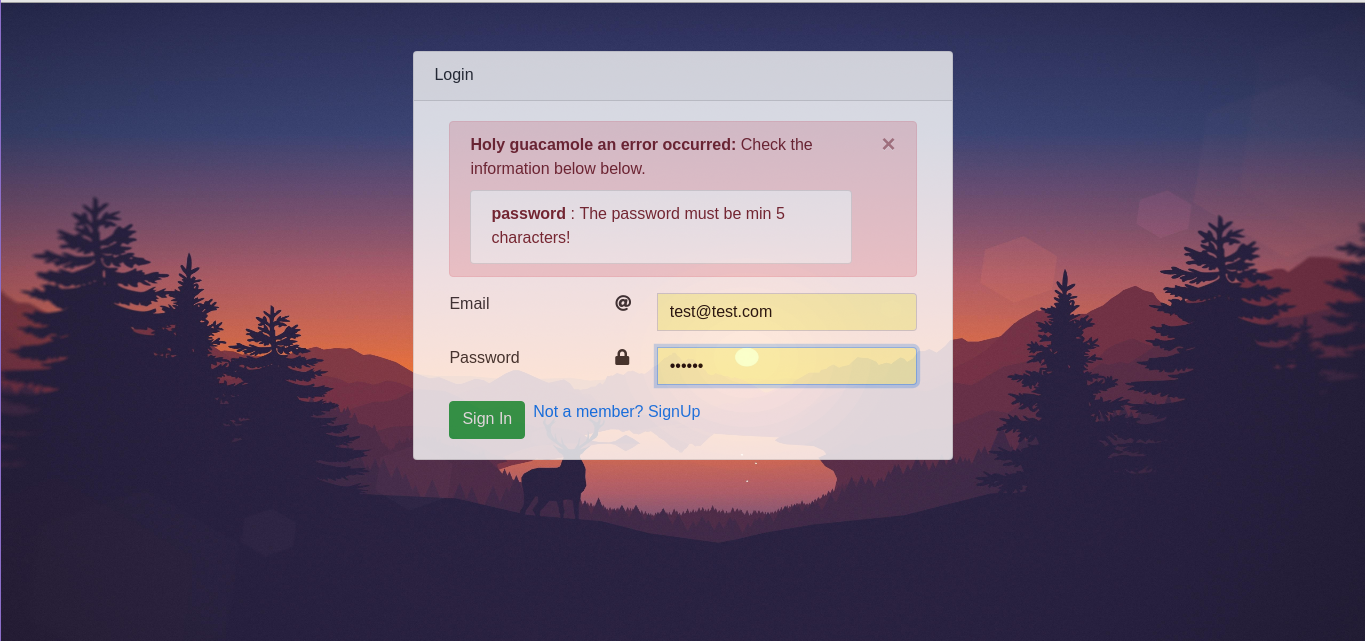 Login
Holy guacamole an error occurred: Check the
information below below.
×
password : The password must be min 5
characters!
Email
@
test@test.com
Password
••••••
Sign In
Not a member? SignUp